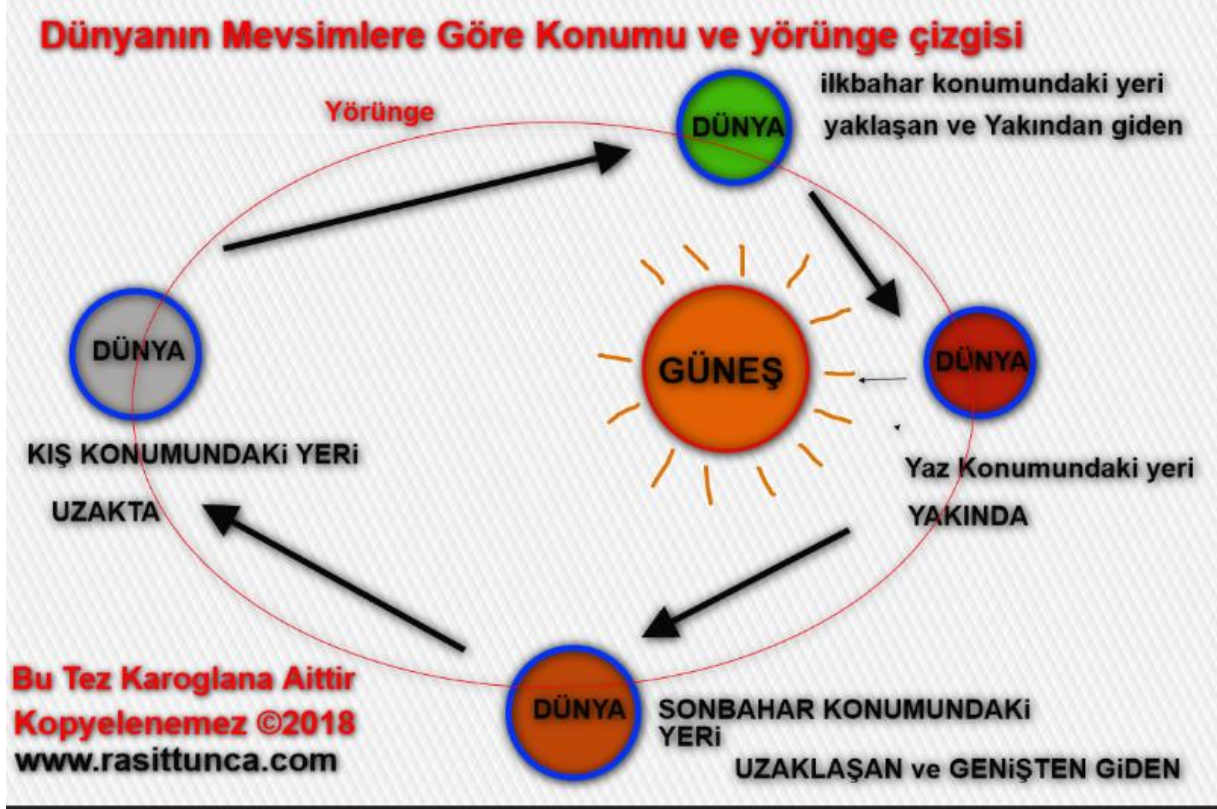 Dünyanın Mevsimlere Göre Konumu ve yörünge çizgisi
ilkbahar konumundaki yeri
yaklaşan ve Yakından giden
Yörünge
DÜNYA
GÜNEŞ
DÜNYA
DÜNYA
KIŞ KONUMUNDAKi YERi
UZAKTA
Yaz Konumundaki yeri
YAKINDA
DÜNYA
SONBAHAR KONUMUNDAKi
YERi
UZAKLAŞAN ve GENiŞTEN GiDEN
Bu Tez Karoglana Aittir
Kopyelenemez ©2018
www.rasittunca.com